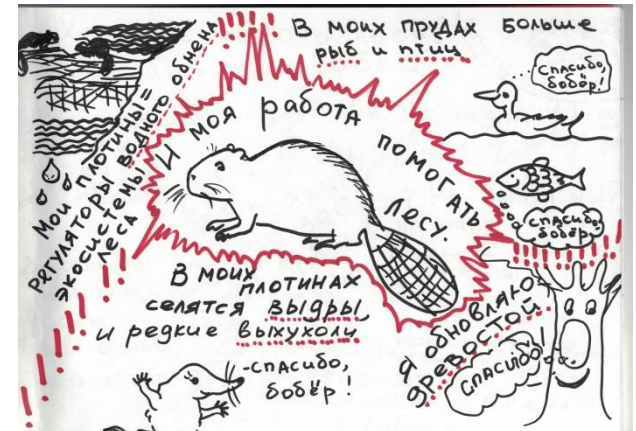 В моих прудах больше
рыб и птиц
Спасибо,
бобёр!
Мои плотины=
регуляторы водного обмена
экосистемы
леса
И моя работа помогать
лесу.
Спасибо,
бобёр!
В моих плотинах
селятся выдры
и редкие выхухоли
-спасибо,
бобёр!
Я обновляю
древостой
Спасибо!